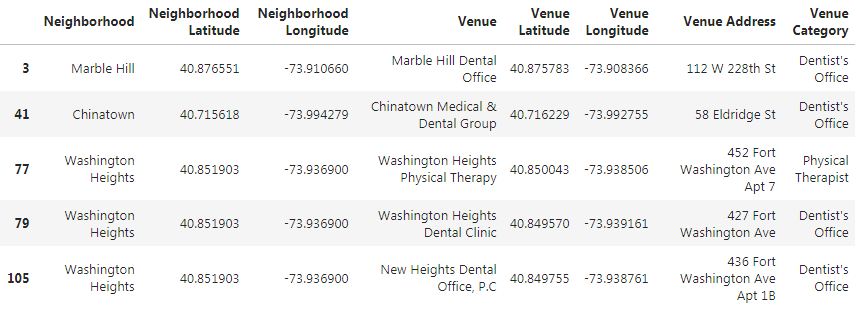 Neighborhood Neighborhood Latitude Neighborhood Longitude Venue Venue Latitude Venue Longitude Venue Address Venue Category
3 Marble Hill 40.876551 -73.910660 Marble Hill Dental Office 40.875783 -73.908366 112 W 228th St Dentist's Office
41 Chinatown 40.715618 -73.994279 Chinatown Medical & Dental Group 40.716229 -73.992755 58 Eldridge St Dentist's Office
77 Washington Heights 40.851903 -73.936900 Washington Heights Physical Therapy 40.850043 -73.938506 452 Fort Washington Ave Apt 7 Physical Therapist
79 Washington Heights 40.851903 -73.936900 Washington Heights Dental Clinic 40.849570 -73.939161 427 Fort Washington Ave Dentist's Office
105 Washington Heights 40.851903 -73.936900 New Heights Dental Office, P.C 40.849755 -73.938761 436 Fort Washington Ave Apt 1B Dentist's Office